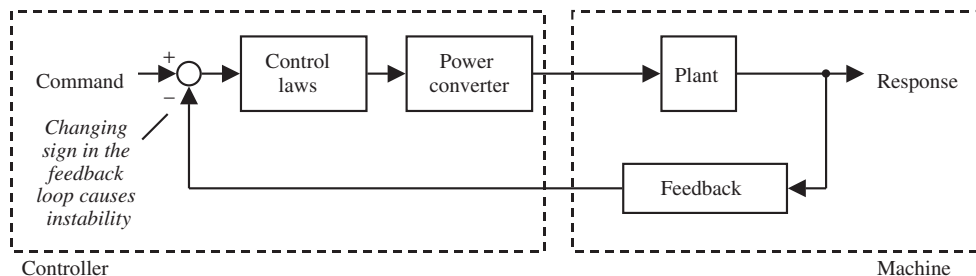 Command
+
−
Control
laws
Power
converter
Plant
Response
Changing
sign in the
feedback
loop causes
instability
Feedback
Controller
Machine